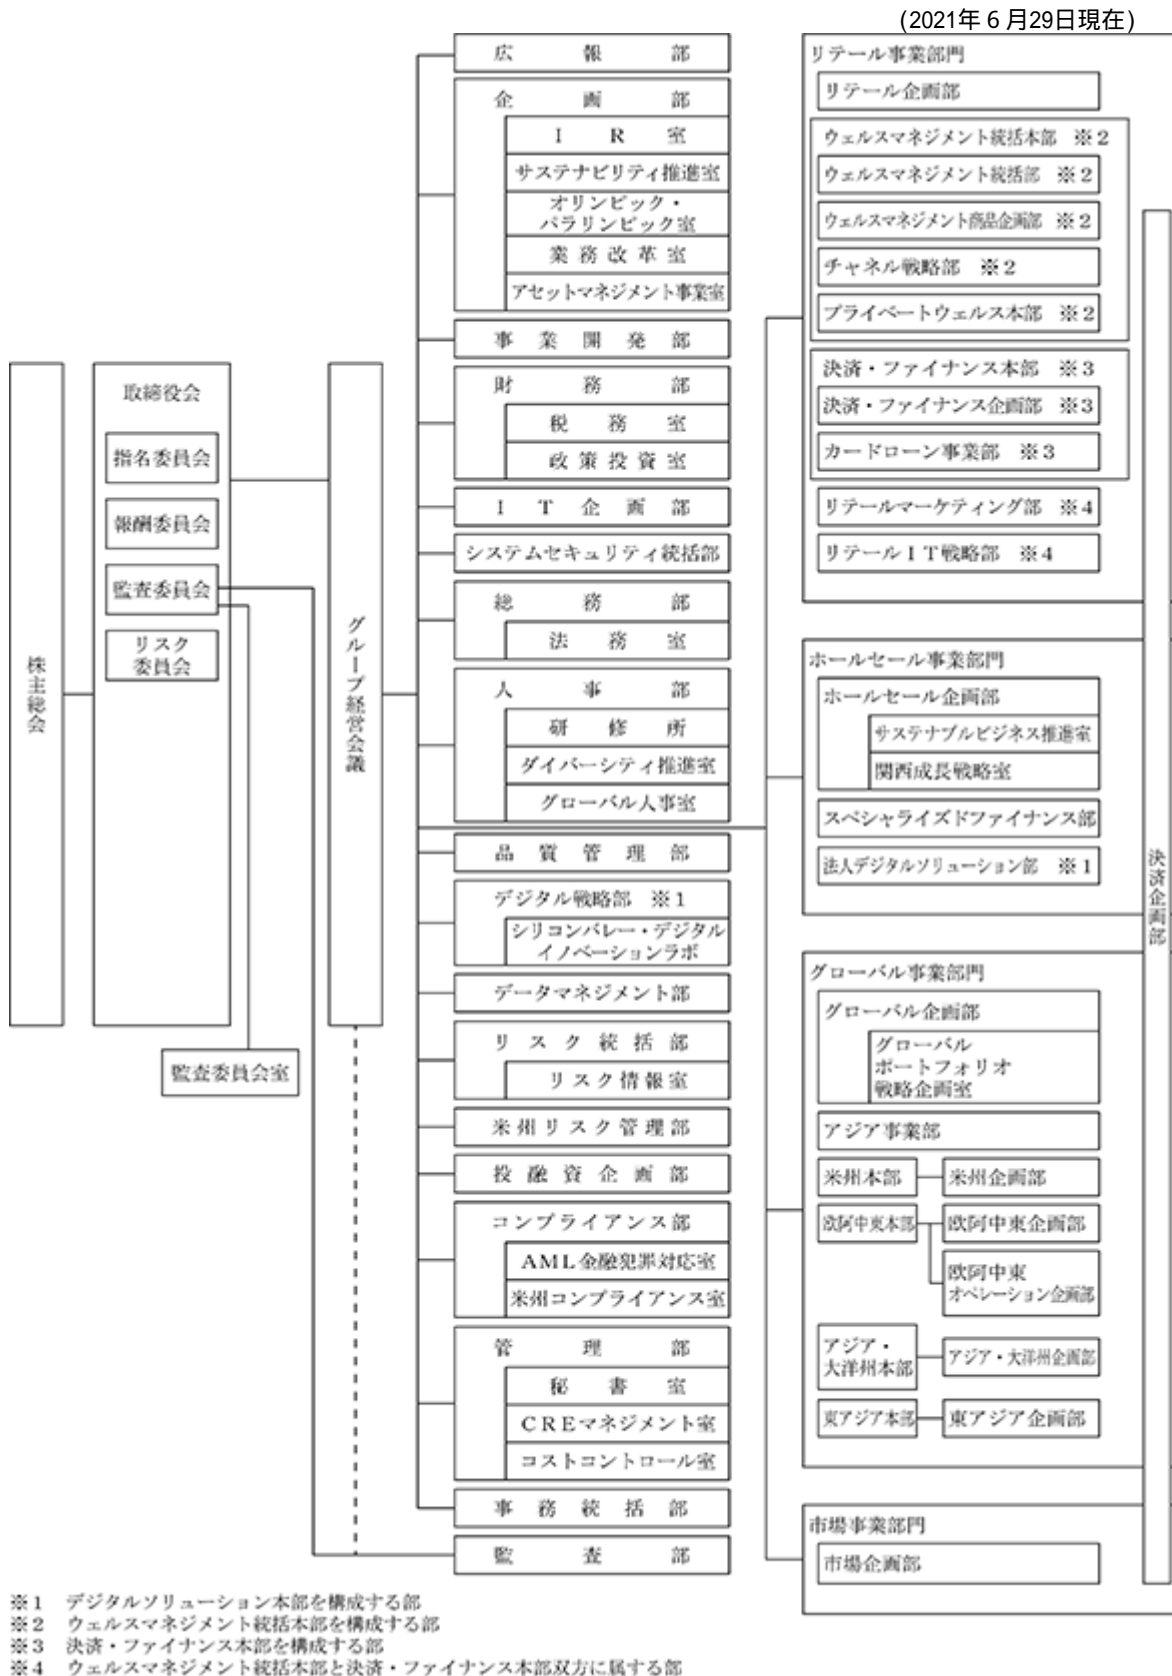 (2021年6月29日現在)
株主総会
取締役会
指名委員会
報酬委員会
監査委員会
リスク
委員会
監査委員会室
グループ経営会議
広報部
企画部
IR室
サステナビリティ推進室
オリンピック・
パラリンピック室
業務改革室
アセットマネジメント事業室
事業開発部
財務部
税務室
政策投資室
IT企画部
システムセキュリティ統括部
総務部
法務室
人事部
研修所
ダイバーシティ推進室
グローバル人事室
品質管理部
デジタル戦略部 ※1
シリコンバレー・デジタル
イノベーションラボ
データマネジメント部
リスク統括部
リスク情報室
米州リスク管理部
投融資企画部
コンプライアンス部
AML金融犯罪対応室
米州コンプライアンス室
管理部
秘書室
CREマネジメント室
コストコントロール室
事務統括部
監査部
リテール事業部門
リテール企画部
ウェルスマネジメント統括本部 ※2
ウェルスマネジメント統括部 ※2
ウェルスマネジメント商品企画部 ※2
チャネル戦略部 ※2
プライベートウェルス本部 ※2
決済・ファイナンス本部 ※3
決済・ファイナンス企画部 ※3
カードローン事業部 ※3
リテールマーケティング部 ※4
リテールIT戦略部 ※4
ホールセール事業部門
ホールセール企画部
サステナブルビジネス推進室
関西成長戦略室
スペシャライズドファイナンス部
法人デジタルソリューション部 ※1
グローバル事業部門
グローバル企画部
グローバル
ポートフォリオ
戦略企画室
アジア事業部
米州本部
米州企画部
欧阿中東本部
欧阿中東企画部
欧阿中東
オペレーション企画部
アジア・
大洋州本部
アジア・大洋州企画部
東アジア本部
東アジア企画部
市場事業部門
市場企画部
決済企画部
※1 デジタルソリューション本部を構成する部
※2 ウェルスマネジメント統括本部を構成する部
※3 決済・ファイナンス本部を構成する部
※4 ウェルスマネジメント統括本部と決済・ファイナンス本部双方に属する部